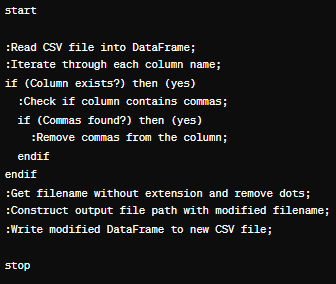 start
:Read CSV file into DataFrame;
:Iterate through each column name;
if (Column exists?) then (yes)
:Check if column contains commas;
if (Commas found?) then (yes)
:Remove commas from the column;
endif
endif
:Get filename without extension and remove dots;
:Construct output file path with modified filename;
:Write modified DataFrame to new CSV file;
stop